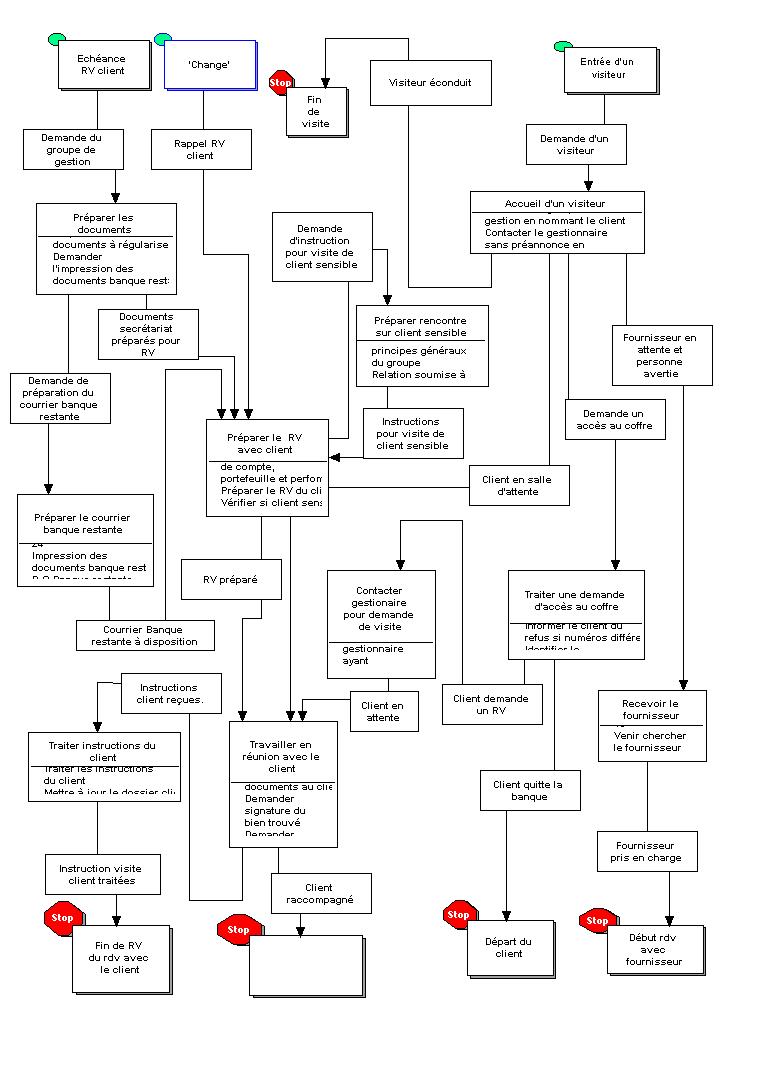 Echéance
RV client
'Change'
Stop
Fin
de
visite
Visiteur éconduit
Entrée d'un
visiteur
Demande du
groupe de
gestion
Rappel RV
client
Demande d'un
visiteur
Préparer les
documents
documents à régularise
Demander
l'impression des
documents banque rest
Demande
d'instruction
pour visite de
client sensible
Accueil d'un visiteur
gestion en nommant le client
Contacter le gestionnaire
sans préannonce en
Documents
secrétariat
préparés pour
RV
Préparer rencontre
sur client sensible
principes généraux
du groupe
Relation soumise à
Fournisseur en
attente et
personne
avertie
Demande de
préparation du
courrier banque
restante
Instructions
pour visite de
client sensible
Demande un
accès au coffre
Préparer le RV
avec client
de compte,
portefeuille et perfom
Préparer le RV du cli
Vérifier si client sens
Client en salle
d'attente
Préparer le courrier
banque restante
24
Impression des
documents banque rest
B.O Banque restante
RV préparé
Contacter
gestionaire
pour demande
de visite
gestionnaire
ayant
Traiter une demande
d'accès au coffre
Informer le client du
refus si numéros différe
Identifier le
Courrier Banque
restante à disposition
Instructions
client reçues.
Client en
attente
Client demande
un RV
Recevoir le
fournisseur
Venir chercher
le fournisseur
Traiter instructions du
client
Traiter les instructions
du client
Mettre à jour le dossier cli
Travailler en
réunion avec le
client
documents au clie
Demander
signature du
bien trouvé
Demander
Client quitte la
banque
Instruction visite
client traitées
Client
raccompagné
Fournisseur
pris en charge
Stop
Fin de RV
du rdv avec
le client
Stop
Stop
Départ du
client
Stop
Début rdv
avec
fournisseur